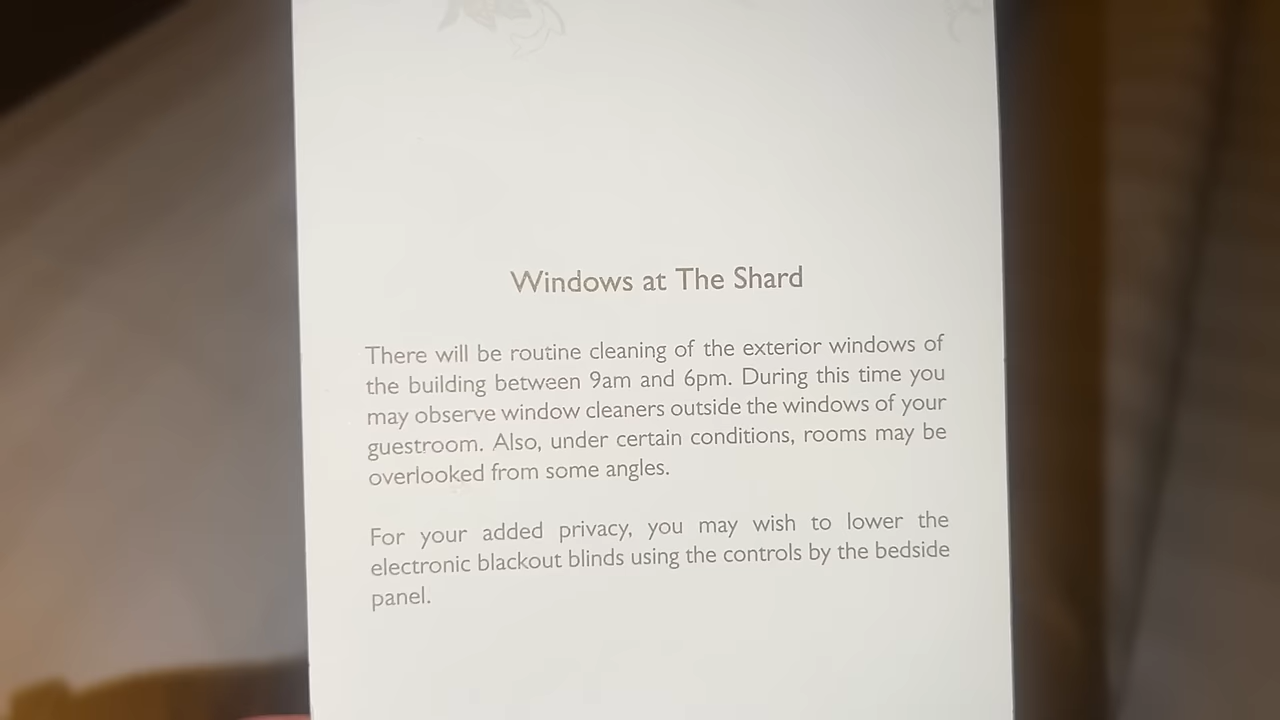 Windows at The Shard
There will be routine cleaning of the exterior windows of
the building between 9am and 6pm. During this time you
may observe window cleaners outside the windows of your
guestroom. Also, under certain conditions, rooms may be
overlooked from some angles.
For your added privacy, you may wish to lower the
electronic blackout blinds using the controls by the bedside
panel.